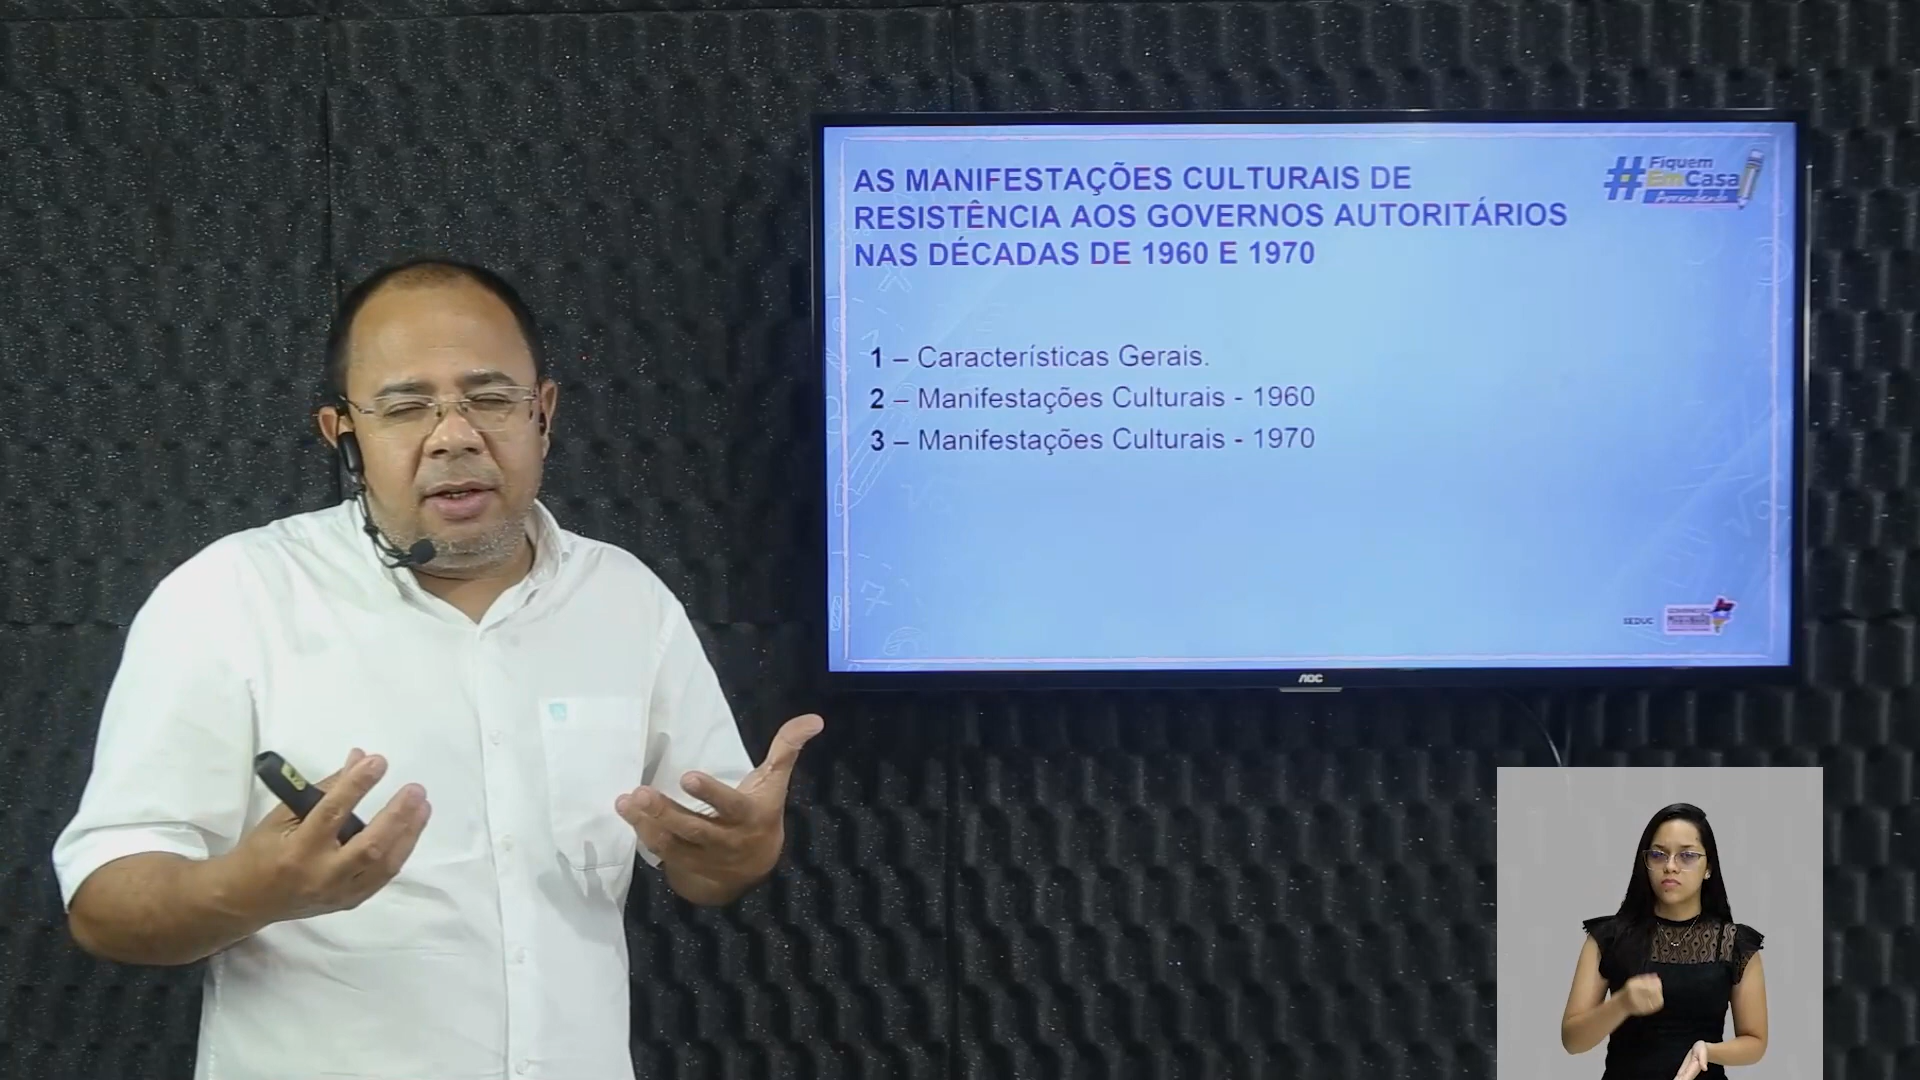 AS MANIFESTAÇÕES CULTURAIS DE
RESISTÊNCIA AOS GOVERNOS AUTORITÁRIOS
NAS DÉCADAS DE 1960 E 1970
#Fiquem
EmCasa
1 – Características Gerais.
2 – Manifestações Culturais - 1960
3 – Manifestações Culturais - 1970
SEDUC
AOC